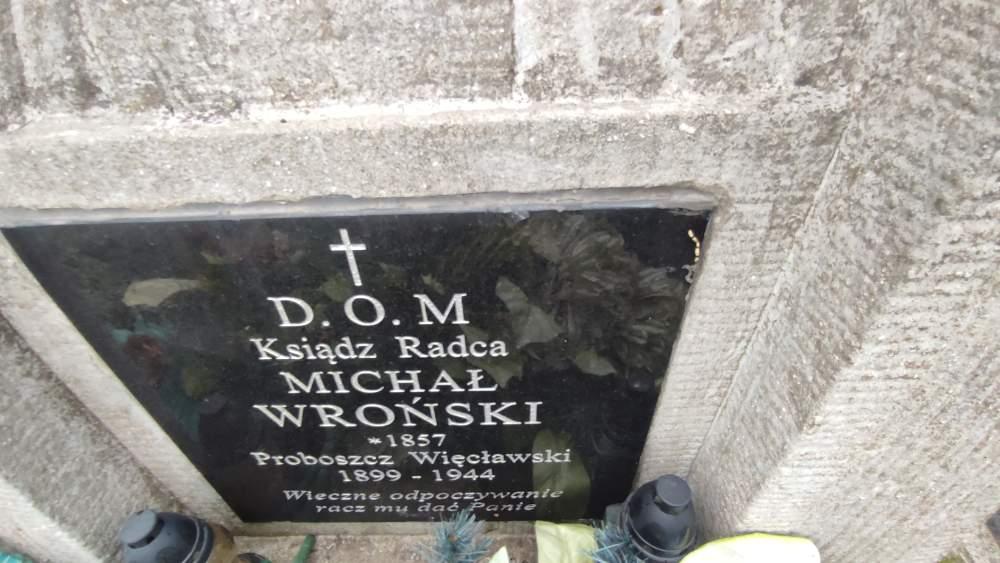 D.O.M
Ksiądz Radca
MICHAŁ
WROŃSKI
*1857
Proboszcz Więcławski
1899 - 1944
Wieczne odpoczywanie
racz mu dać Panie